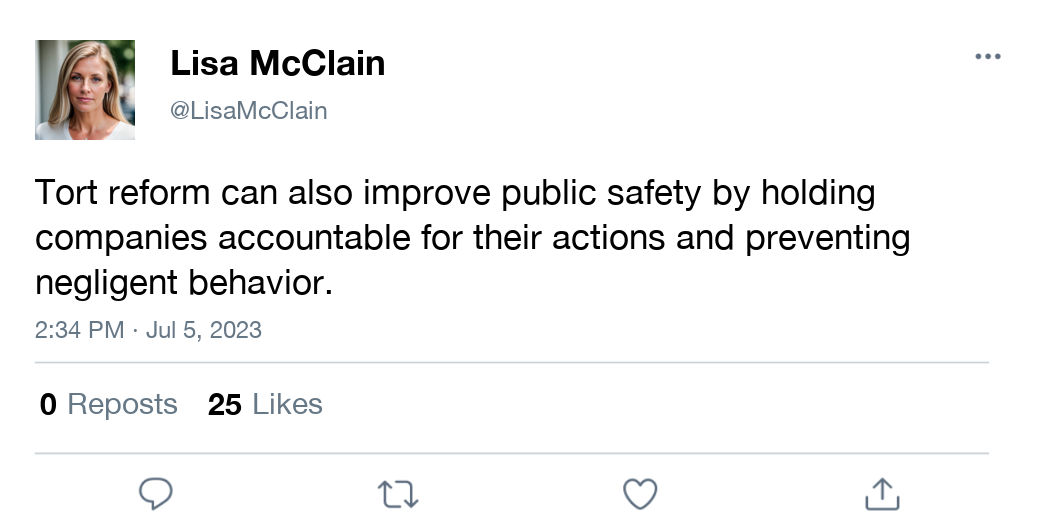 Lisa McClain
@LisaMcClain
Tort reform can also improve public safety by holding
companies accountable for their actions and preventing
negligent behavior.
2:34 PM · Jul 5, 2023
0 Reposts 25 Likes